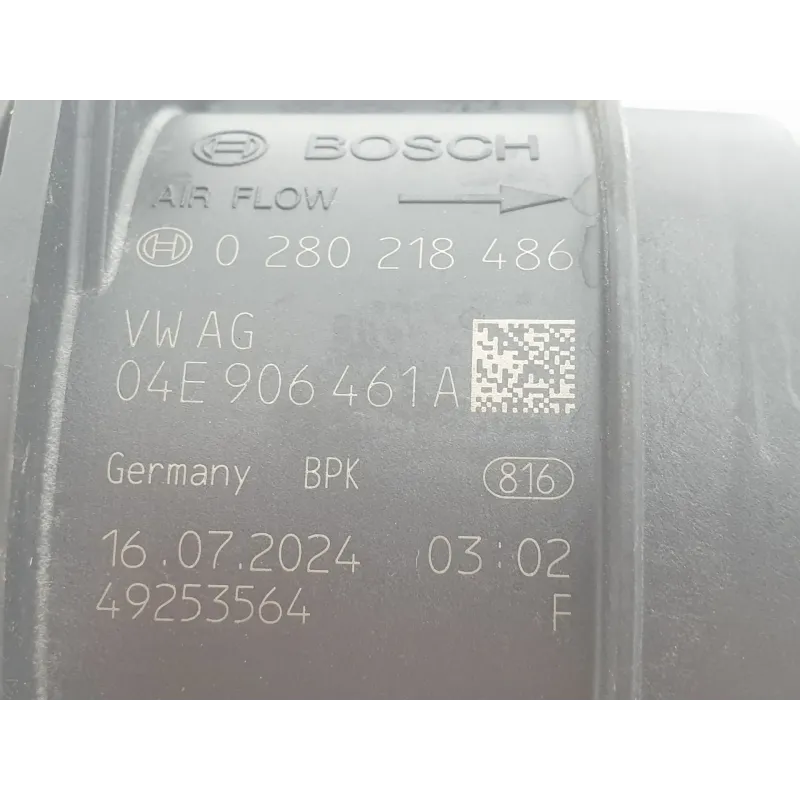 BOSCH
AIR FLOW
0 280 218 486
VW AG
04E 906 461 A
Germany BPK 816
16.07.2024 03:02
49253564 F